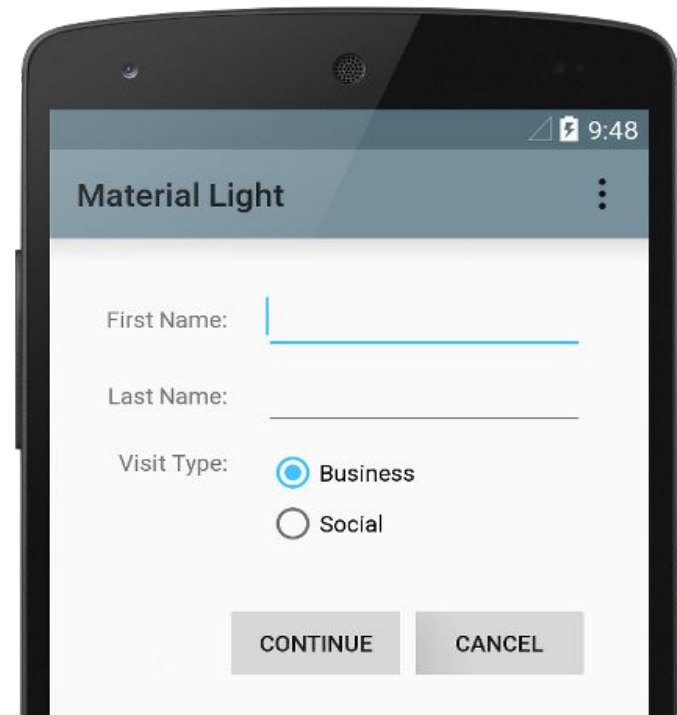 9:48
Material Light
First Name:
Last Name:
Visit Type:
Business
Social
CONTINUE CANCEL